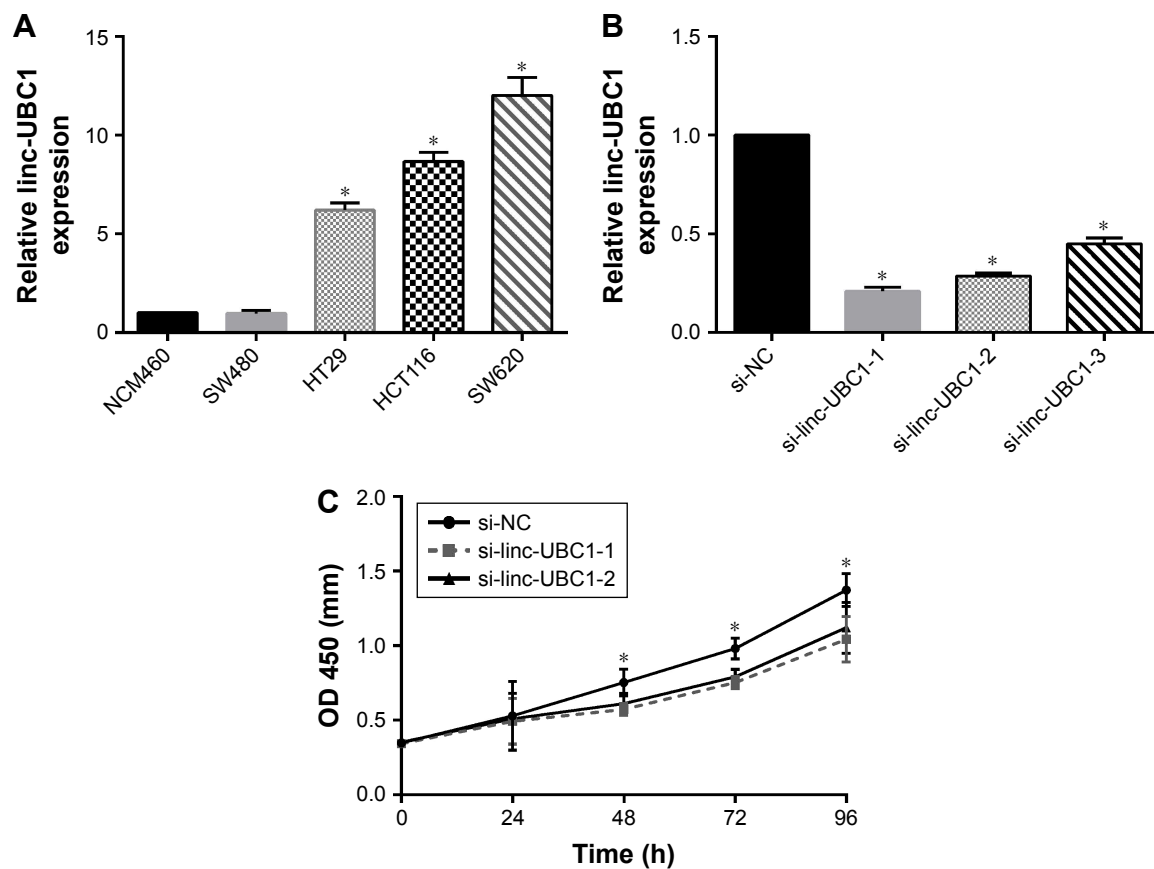 A
Relative linc-UBC1
expression
15
10
5
0
*
*
*
NCM460
SW480
HT29
HCT116
SW620
B
Relative linc-UBC1
expression
1.5
1.0
0.5
0.0
*
*
*
si-NC
si-linc-UBC1-1
si-linc-UBC1-2
si-linc-UBC1-3
C
OD 450 (mm)
2.0
1.5
1.0
0.5
0.0
si-NC
si-linc-UBC1-1
si-linc-UBC1-2
*
*
*
0
24
48
72
96
Time (h)